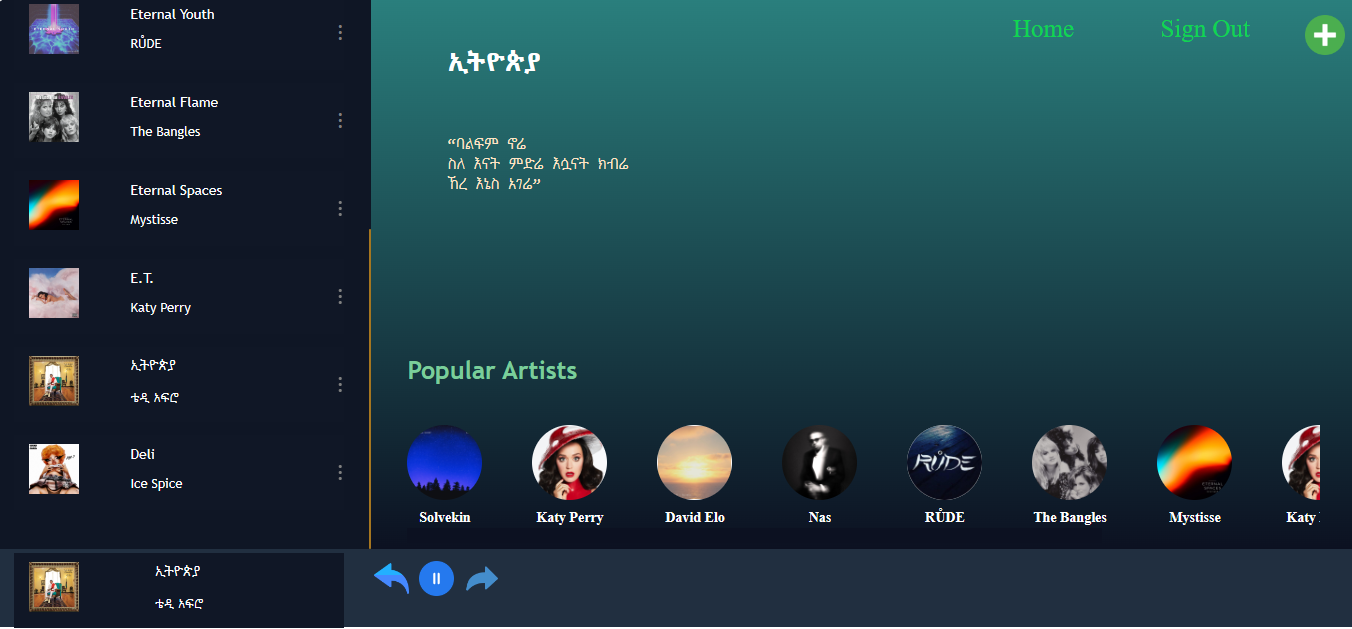 Eternal Youth
RŮDE
Eternal Flame
The Bangles
Eternal Spaces
Mystisse
E.T.
Katy Perry
ኢትዮጵያ
ቴዲ አፍሮ
Deli
Ice Spice
Home
Sign Out
ኢትዮጵያ
“ባልፍም ኖሬ
ስለ እናት ምድሬ እሷናት ክብሬ
ኸረ እኔስ አገሬ”
Popular Artists
RŮDE
Solvekin
Katy Perry
David Elo
Nas
RŮDE
The Bangles
Mystisse
Katy
ኢትዮጵያ
ቴዲ አፍሮ